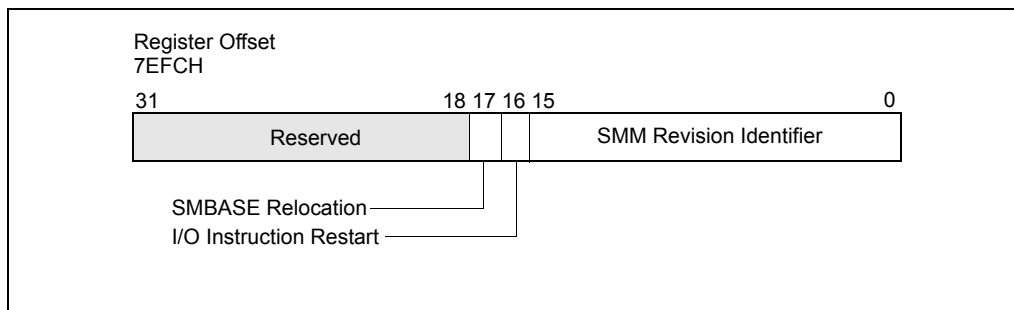 Register Offset
7EFCH
31 18 17 16 15 0
Reserved SMM Revision Identifier
SMBASE Relocation
I/O Instruction Restart